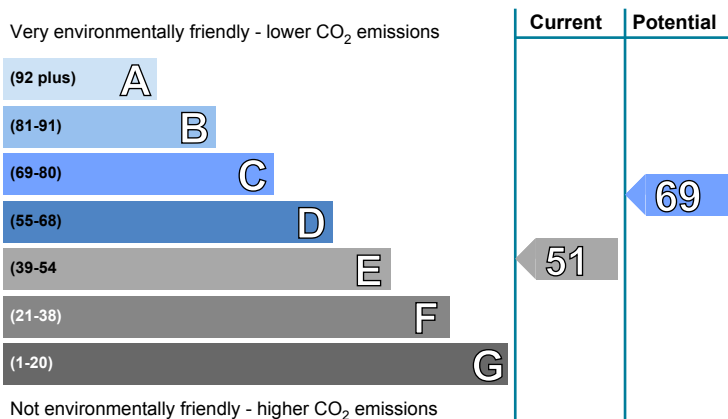 Very environmentally friendly - lower CO₂ emissions
Current
Potential
(92 plus) A
(81-91) B
(69-80) C
(55-68) D
(39-54 E
(21-38) F
(1-20) G
51
69
Not environmentally friendly - higher CO₂ emissions